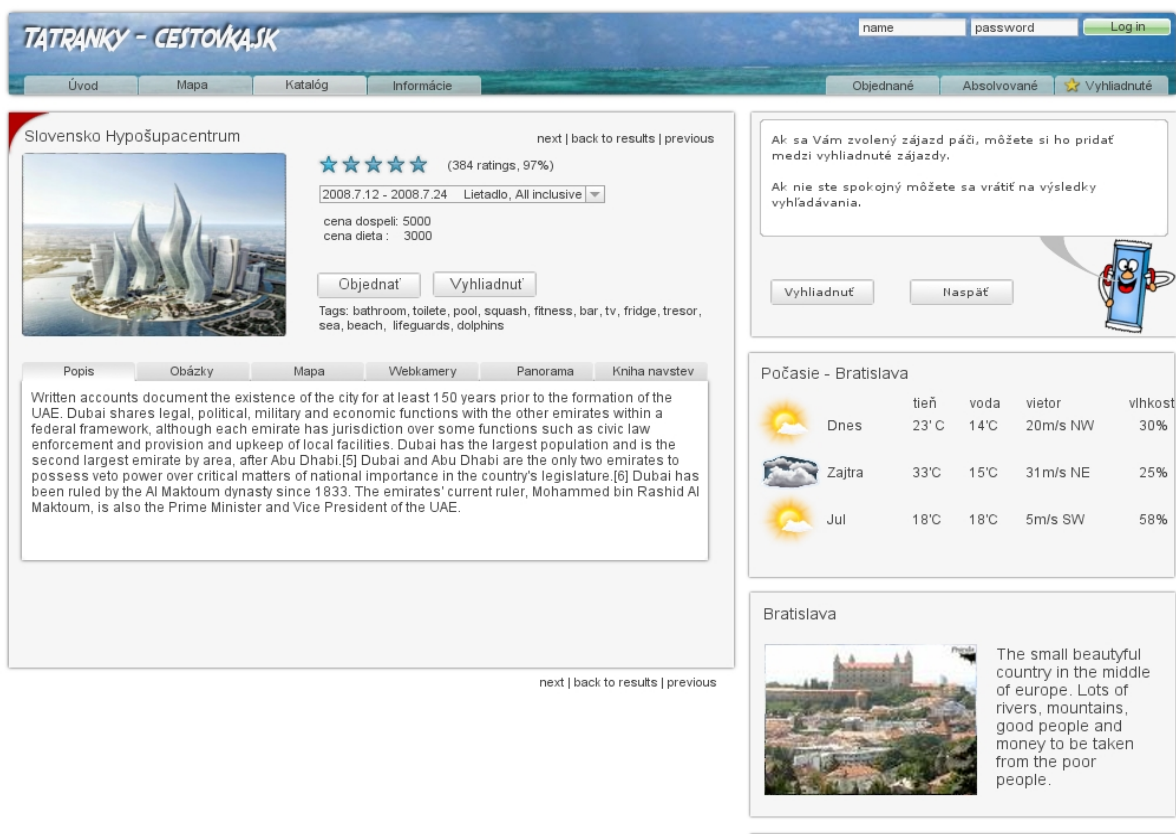 TATRANKY - CESTOVKA.SK
name password Log in
Úvod Mapa Katalóg Informácie Objednané Absolvované Vyhliadnuté
Slovensko Hypošupacentrum
next | back to results | previous
(384 ratings, 97%)
2008.7.12 - 2008.7.24 Lietadlo, All inclusive
cena dospeli: 5000
cena dieta : 3000
Objednať Vyhliadnuť
Tags: bathroom, toilete, pool, squash, fitness, bar, tv, fridge, tresor,
sea, beach, lifeguards, dolphins
Popis Obázky Mapa Webkamery Panorama Kniha navstev
Written accounts document the existence of the city for at least 150 years prior to the formation of the
UAE. Dubai shares legal, political, military and economic functions with the other emirates within a
federal framework, although each emirate has jurisdiction over some functions such as civic law
enforcement and provision and upkeep of local facilities. Dubai has the largest population and is the
second largest emirate by area, after Abu Dhabi.[5] Dubai and Abu Dhabi are the only two emirates to
possess veto power over critical matters of national importance in the country's legislature.[6] Dubai has
been ruled by the Al Maktoum dynasty since 1833. The emirates' current ruler, Mohammed bin Rashid Al
Maktoum, is also the Prime Minister and Vice President of the UAE.
next | back to results | previous
Ak sa Vám zvolený zájazd páči, môžete si ho pridať
medzi vyhliadnuté zájazdy.
Ak nie ste spokojný môžete sa vrátiť na výsledky
vyhľadávania.
Vyhliadnuť Naspäť
Počasie - Bratislava
tieň voda vietor vlhkost
Dnes 23'C 14'C 20m/s NW 30%
Zajtra 33'C 15'C 31m/s NE 25%
Jul 18'C 18'C 5m/s SW 58%
Bratislava
The small beautyful
country in the middle
of europe. Lots of
rivers, mountains,
good people and
money to be taken
from the poor
people.